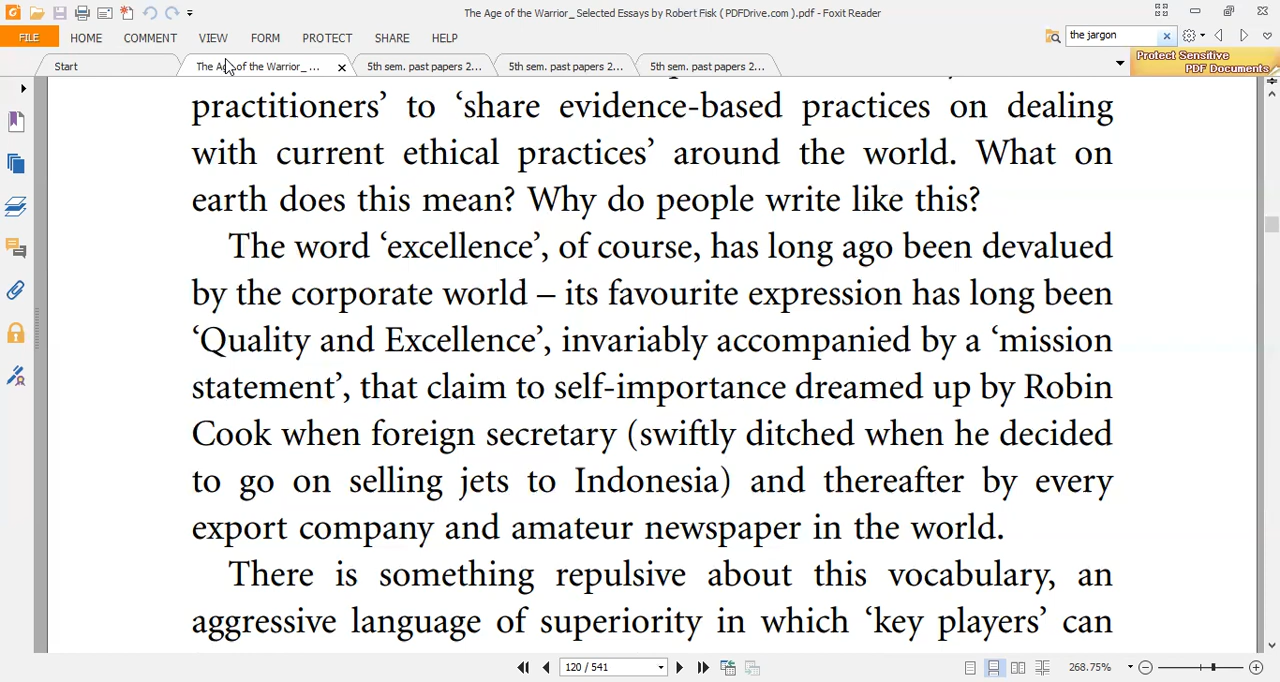 The Age of the Warrior_ Selected Essays by Robert Fisk ( PDFDrive.com ).pdf - Foxit Reader
FILE HOME COMMENT VIEW FORM PROTECT SHARE HELP the jargon
Start The Age of the Warrior_ ... 5th sem. past papers 2... 5th sem. past papers 2... 5th sem. past papers 2... Protect Sensitive
PDF Documents
practitioners’ to ‘share evidence-based practices on dealing
with current ethical practices’ around the world. What on
earth does this mean? Why do people write like this?
The word ‘excellence’, of course, has long ago been devalued
by the corporate world – its favourite expression has long been
‘Quality and Excellence’, invariably accompanied by a ‘mission
statement’, that claim to self-importance dreamed up by Robin
Cook when foreign secretary (swiftly ditched when he decided
to go on selling jets to Indonesia) and thereafter by every
export company and amateur newspaper in the world.
There is something repulsive about this vocabulary, an
aggressive language of superiority in which ‘key players’ can
120 / 541 268.75%